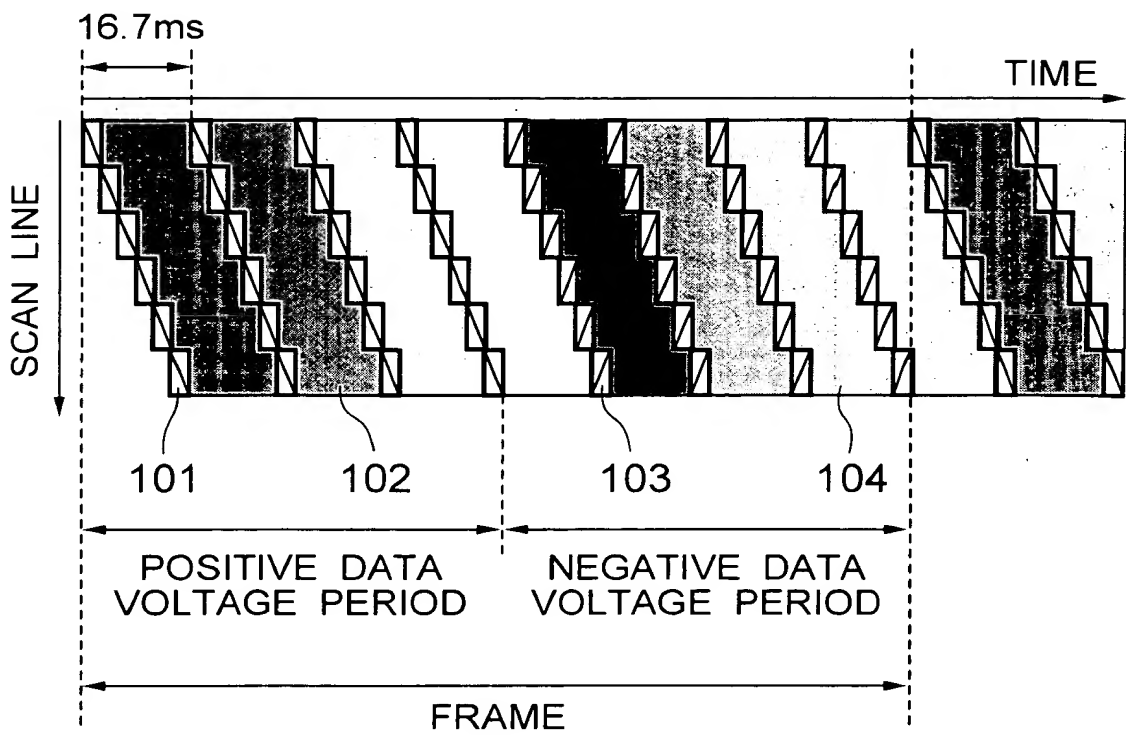 16.7ms
TIME
SCAN LINE
101
102
103
104
POSITIVE DATA
VOLTAGE PERIOD
NEGATIVE DATA
VOLTAGE PERIOD
FRAME